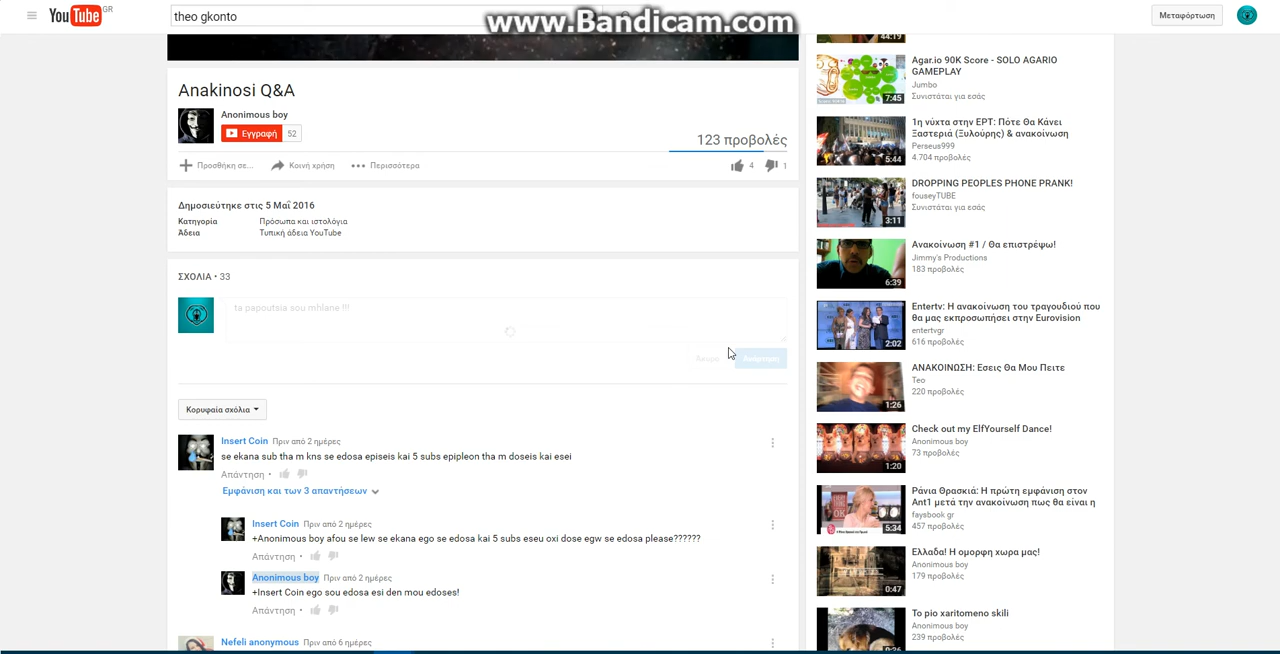 YouTube GR
theo gkonto
www.Bandicam.com
Μεταφόρτωση
Anakinosi Q&A
Anonimous boy
Εγγραφή 52
123 προβολές
Προσθήκη σε...
Κοινή χρήση
Περισσότερα
4
1
Δημοσιεύτηκε στις 5 Μαΐ 2016
Κατηγορία Πρόσωπα και ιστολόγια
Άδεια Τυπική άδεια YouTube
ΣΧΟΛΙΑ • 33
ta papoutsia sou mhlane !!!
Άκυρο
Ανάρτηση
Κορυφαία σχόλια
Insert Coin Πριν από 2 ημέρες
se ekana sub tha m kns se edosa episeis kai 5 subs epipleon tha m doseis kai esei
Απάντηση •
Εμφάνιση και των 3 απαντήσεων
Insert Coin Πριν από 2 ημέρες
+Anonimous boy afou se lew se ekana ego se edosa kai 5 subs eseu oxi dose egw se edosa please??????
Απάντηση •
Anonimous boy Πριν από 2 ημέρες
+Insert Coin ego sou edosa esi den mou edoses!
Απάντηση •
Nefeli anonymous Πριν από 6 ημέρες
44:19
Agar.io 90K Score - SOLO AGARIO
GAMEPLAY
Jumbo
Συνιστάται για εσάς
7:45
1η νύχτα στην ΕΡΤ: Πότε Θα Κάνει
Ξαστεριά (Ξυλούρης) & ανακοίνωση
Perseus999
4.704 προβολές
5:44
DROPPING PEOPLES PHONE PRANK!
fouseyTUBE
Συνιστάται για εσάς
3:11
Ανακοίνωση #1 / Θα επιστρέψω!
Jimmy's Productions
183 προβολές
6:39
Entertv: Η ανακοίνωση του τραγουδιού που
θα μας εκπροσωπήσει στην Eurovision
entertvgr
616 προβολές
2:02
ΑΝΑΚΟΙΝΩΣΗ: Εσεις Θα Μου Πειτε
Teo
220 προβολές
1:26
Check out my ElfYourself Dance!
Anonimous boy
73 προβολές
1:20
Ράνια Θρασκιά: Η πρώτη εμφάνιση στον
Ant1 μετά την ανακοίνωση πως θα είναι η
faysbook gr
457 προβολές
5:34
Ελλαδα! Η ομορφη χωρα μας!
Anonimous boy
179 προβολές
0:47
To pio xaritomeno skili
Anonimous boy
239 προβολές